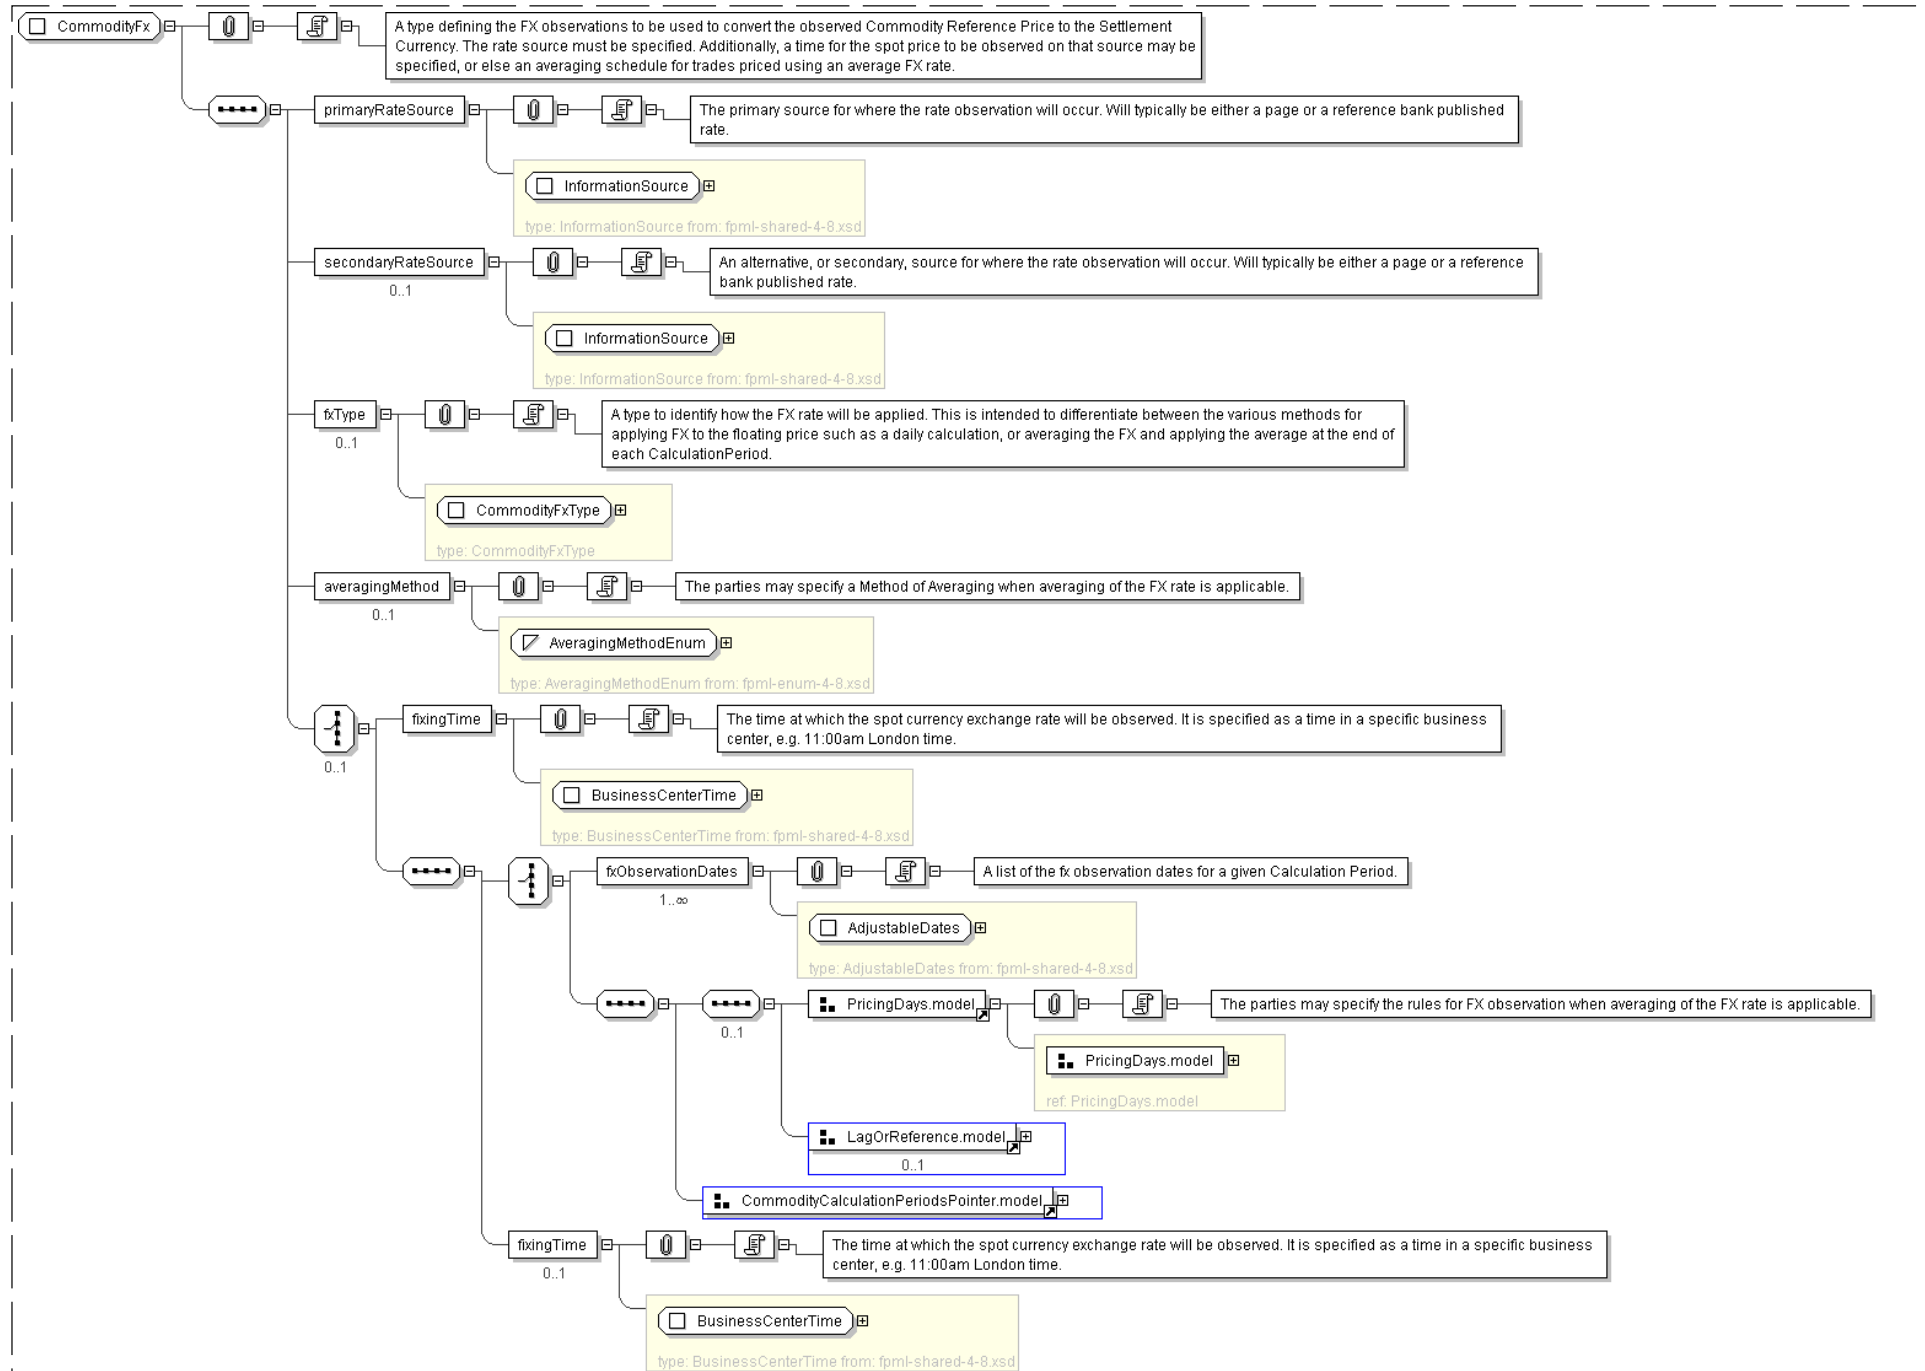 CommodityFx
A type defining the FX observations to be used to convert the observed Commodity Reference Price to the Settlement
Currency. The rate source must be specified. Additionally, a time for the spot price to be observed on that source may be
specified, or else an averaging schedule for trades priced using an average FX rate.
primaryRateSource
The primary source for where the rate observation will occur. Will typically be either a page or a reference bank published
rate.
InformationSource
type: InformationSource from: fpml-shared-4-8.xsd
secondaryRateSource
0..1
An alternative, or secondary, source for where the rate observation will occur. Will typically be either a page or a reference
bank published rate.
InformationSource
type: InformationSource from: fpml-shared-4-8.xsd
fxType
0..1
A type to identify how the FX rate will be applied. This is intended to differentiate between the various methods for
applying FX to the floating price such as a daily calculation, or averaging the FX and applying the average at the end of
each CalculationPeriod.
CommodityFxType
type: CommodityFxType
averagingMethod
0..1
The parties may specify a Method of Averaging when averaging of the FX rate is applicable.
AveragingMethodEnum
type: AveragingMethodEnum from: fpml-enum-4-8.xsd
0..1
fixingTime
The time at which the spot currency exchange rate will be observed. It is specified as a time in a specific business
center, e.g. 11:00am London time.
BusinessCenterTime
type: BusinessCenterTime from: fpml-shared-4-8.xsd
fxObservationDates
1..∞
A list of the fx observation dates for a given Calculation Period.
AdjustableDates
type: AdjustableDates from: fpml-shared-4-8.xsd
0..1
PricingDays.model
The parties may specify the rules for FX observation when averaging of the FX rate is applicable.
PricingDays.model
ref: PricingDays.model
LagOrReference.model
0..1
CommodityCalculationPeriodsPointer.model
fixingTime
0..1
The time at which the spot currency exchange rate will be observed. It is specified as a time in a specific business
center, e.g. 11:00am London time.
BusinessCenterTime
type: BusinessCenterTime from: fpml-shared-4-8.xsd